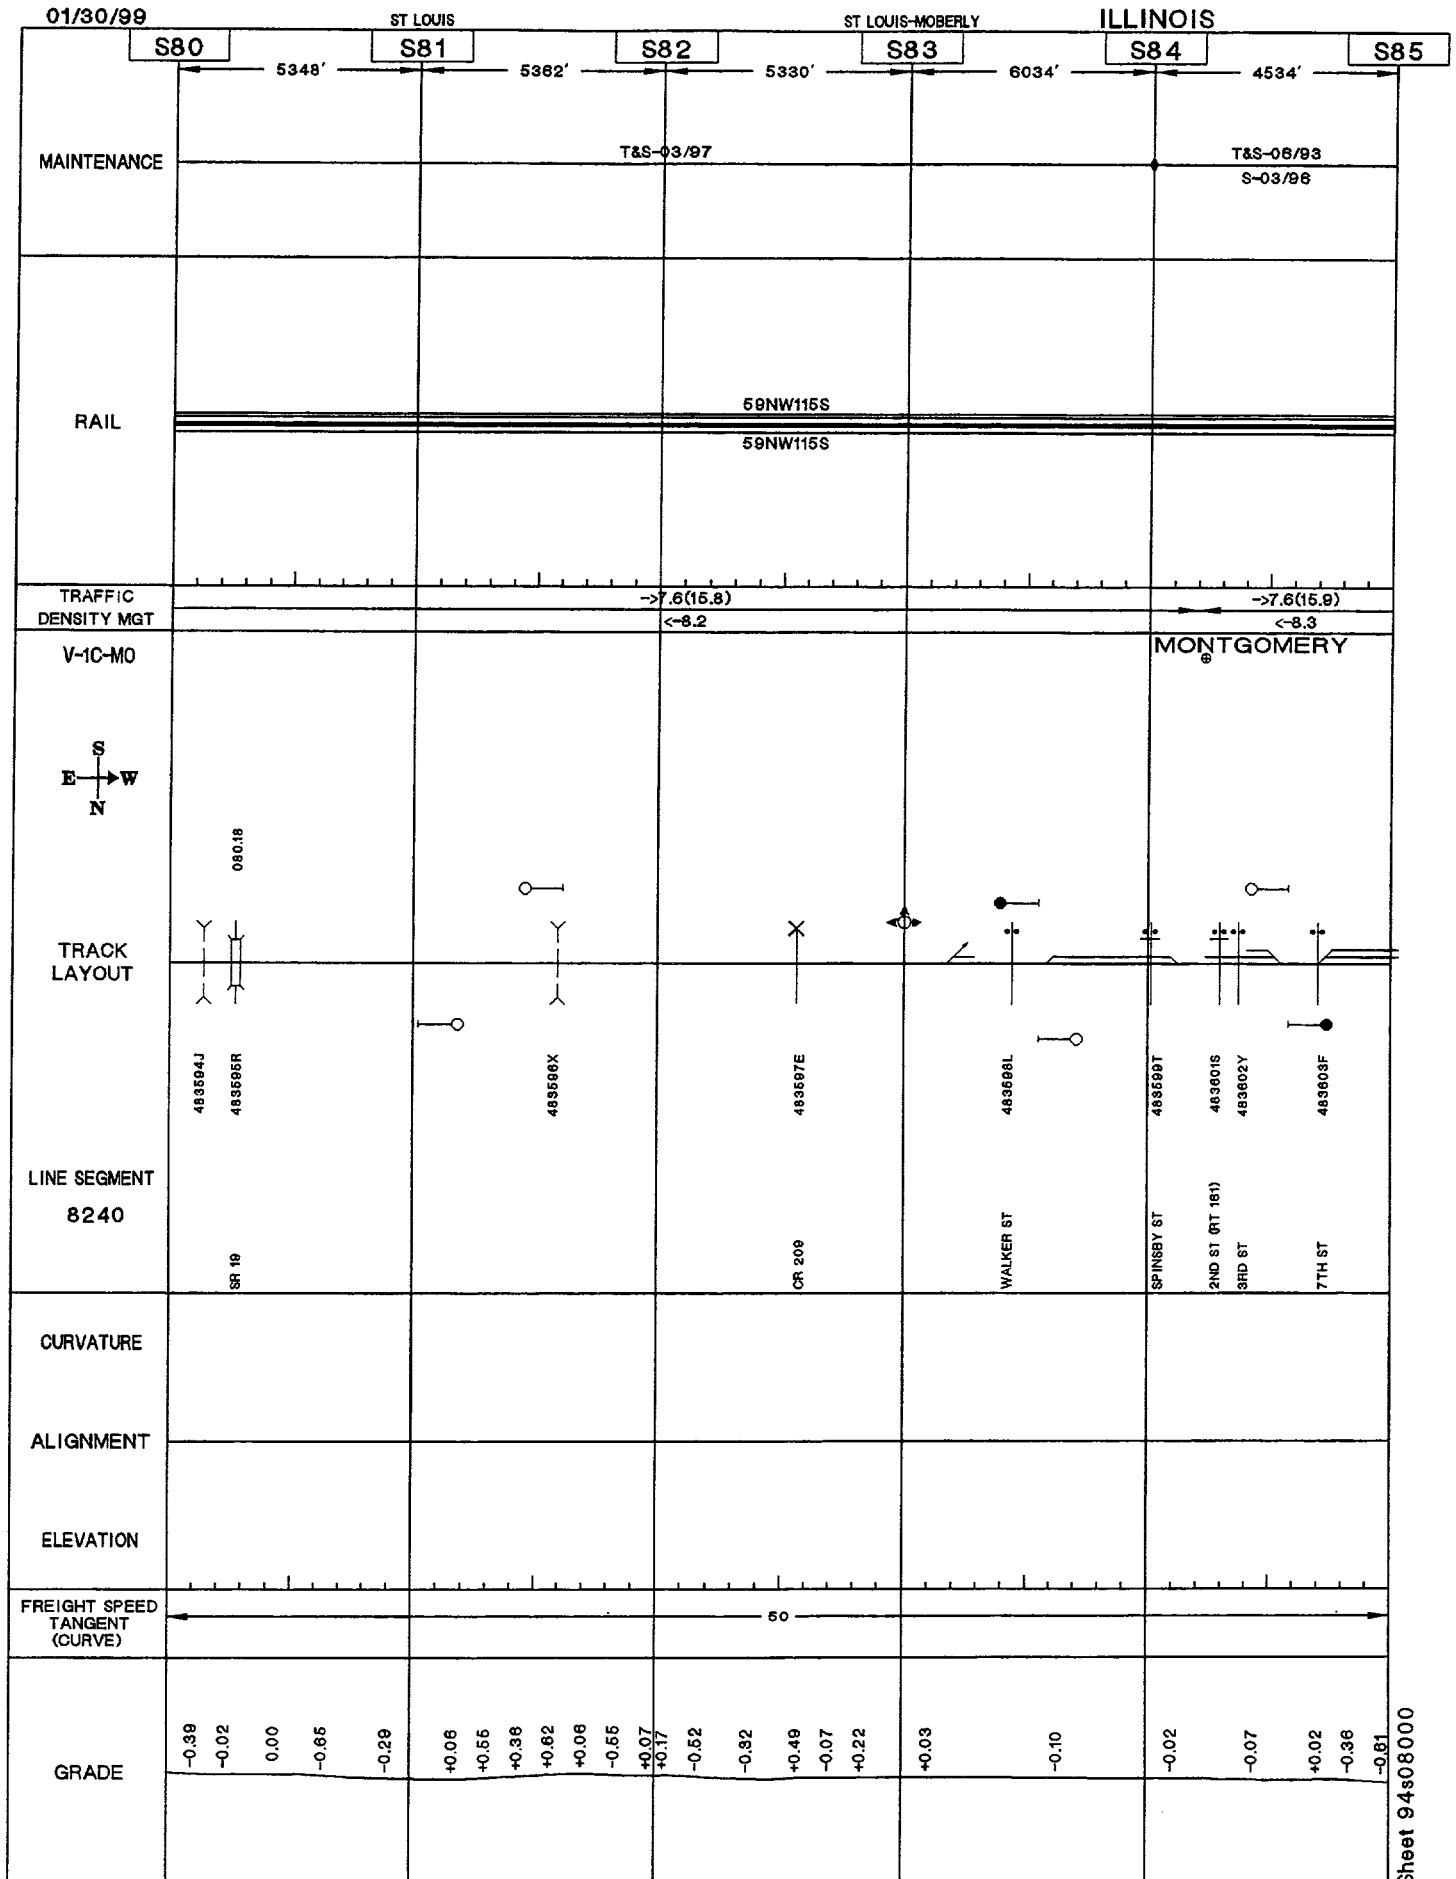 01/30/99
ST LOUIS
ST LOUIS-MOBERLY
ILLINOIS
S80
S81
S82
S83
S84
S85
5348'
5362'
5330'
6034'
4534'
MAINTENANCE
T&S-03/97
T&S-06/93
S-03/96
RAIL
59NW115S
59NW115S
TRAFFIC
DENSITY MGT
->7.6(15.8)
<-8.2
->7.6(15.9)
<-8.3
V-1C-MO
MONTGOMERY
S
E W
N
080.18
TRACK
LAYOUT
483594J
483595R
483596X
483597E
483598L
483599T
483601S
483602Y
483603F
LINE SEGMENT
8240
SR 19
CR 209
WALKER ST
SPINSBY ST
2ND ST (RT 161)
3RD ST
7TH ST
CURVATURE
ALIGNMENT
ELEVATION
FREIGHT SPEED
TANGENT
(CURVE)
50
GRADE
-0.39
-0.02
0.00
-0.65
-0.29
+0.06
+0.55
+0.36
+0.62
+0.06
-0.55
+0.07
+0.17
-0.52
-0.32
+0.49
-0.07
+0.22
+0.03
-0.10
-0.02
-0.07
+0.02
-0.36
-0.61
Sheet 94s08000